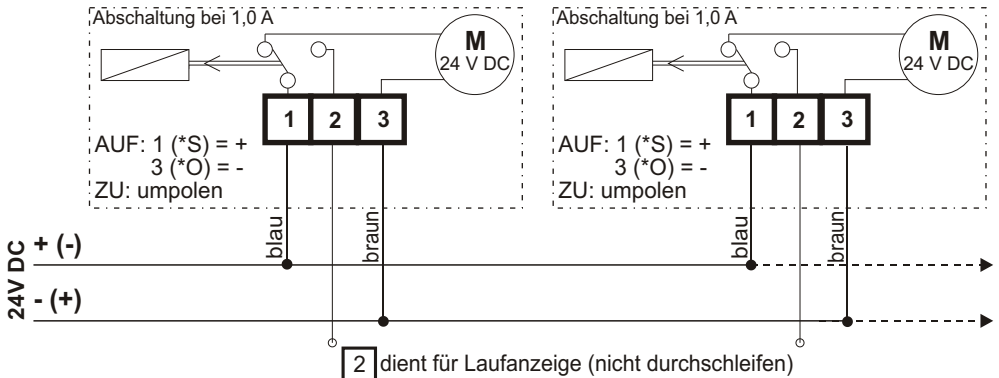 Abschaltung bei 1,0 A
M
24 V DC
1 2 3
AUF: 1 (*S) = +
3 (*O) = -
ZU: umpolen
blau
braun
Abschaltung bei 1,0 A
M
24 V DC
1 2 3
AUF: 1 (*S) = +
3 (*O) = -
ZU: umpolen
blau
braun
24V DC
+ (-)
- (+)
2 dient für Laufanzeige (nicht durchschleifen)